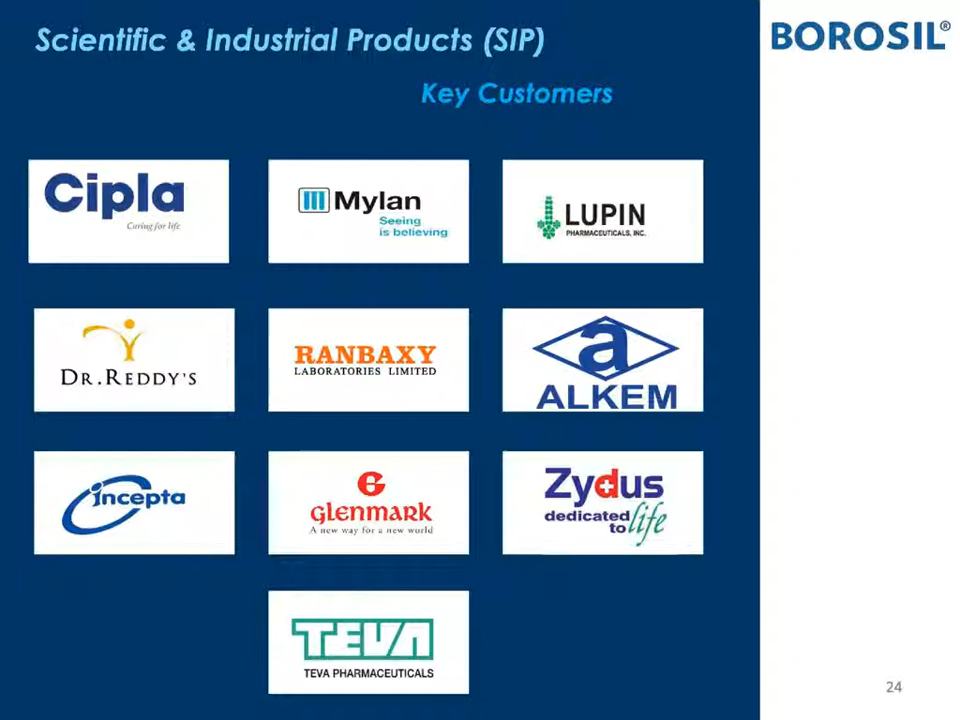 Scientific & Industrial Products (SIP)
BOROSIL®
Key Customers
Cipla
Caring for life
Mylan
Seeing
is believing
LUPIN
PHARMACEUTICALS, INC.
DR.REDDY'S
RANBAXY
LABORATORIES LIMITED
a
ALKEM
incepta
G
GLENMARK
A new way for a new world
Zydus
dedicated
to life
TEVA
TEVA PHARMACEUTICALS
24